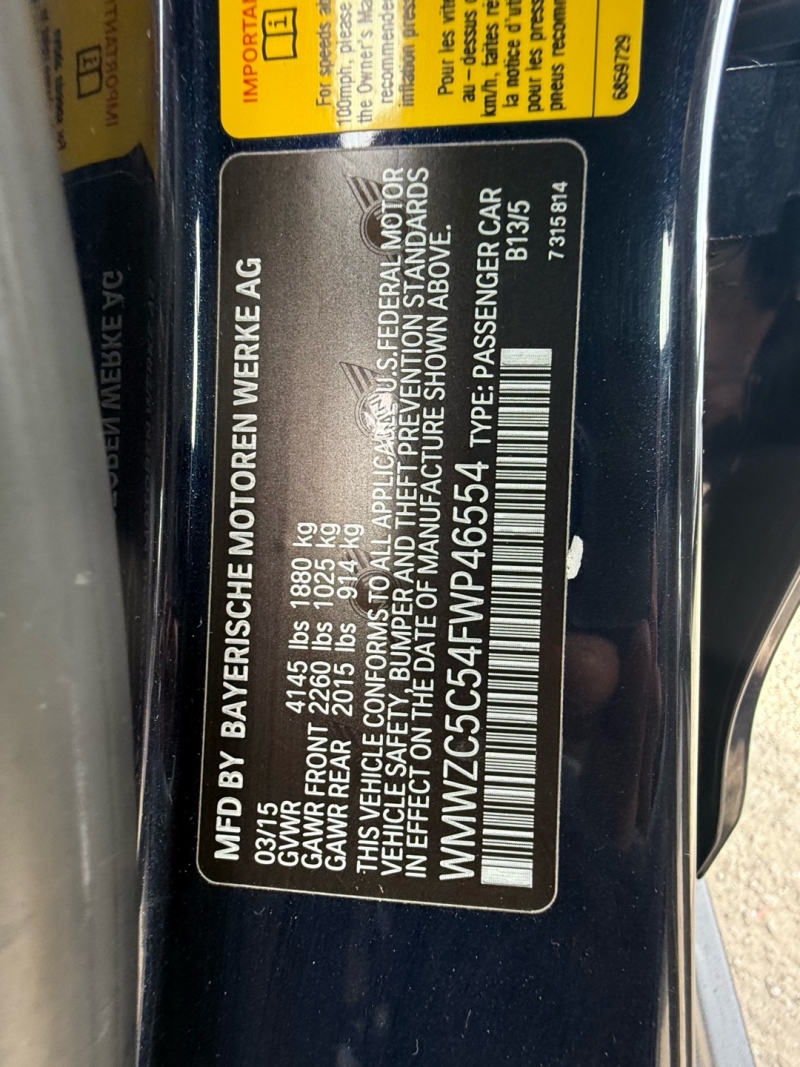 MFD BY BAYERISCHE MOTOREN WERKE AG
03/15
GVWR 4145 lbs 1880 kg
GAWR FRONT 2260 lbs 1025 kg
GAWR REAR 2015 lbs 914 kg
THIS VEHICLE CONFORMS TO ALL APPLICABLE U.S.FEDERAL MOTOR
VEHICLE SAFETY, BUMPER AND THEFT PREVENTION STANDARDS
IN EFFECT ON THE DATE OF MANUFACTURE SHOWN ABOVE.
WMWZC5C54FWP46554 TYPE: PASSENGER CAR
B13/5
7 315 814
IMPORTA
For speeds
100mph, please
the Owner's Ma
recommende
inflation press
Pour les vit
au - dessus d
km/h, faites ré
la notice d'ut
pour les press
pneus recomm
6859729